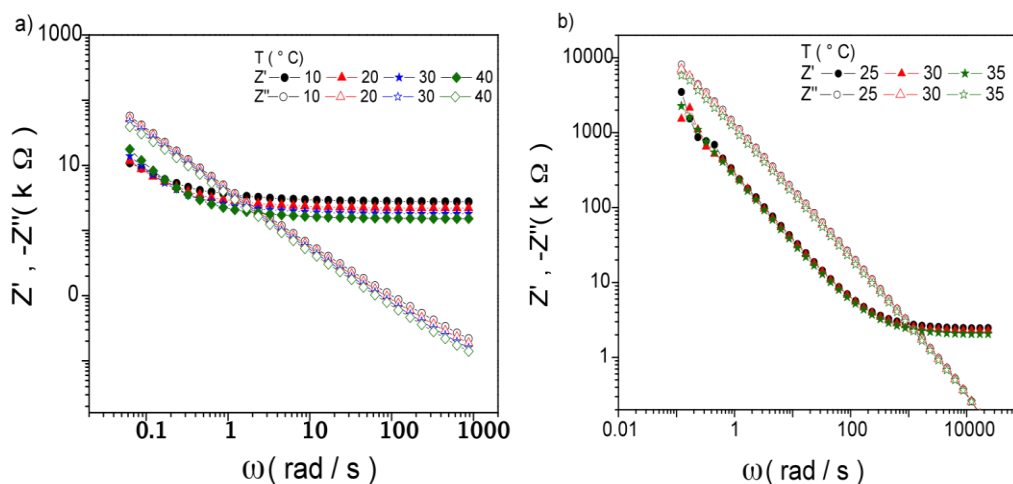 a)
1000
10
0
Z' , -Z"( k Ω )
T ( ° C )
Z' 10 20 30 40
Z" 10 20 30 40
0.1 1 10 100 1000
ω( rad / s )
b)
10000
1000
100
10
1
Z' , -Z"( k Ω )
T ( ° C )
Z' 25 30 35
Z" 25 30 35
0.01 1 100 10000
ω( rad / s )